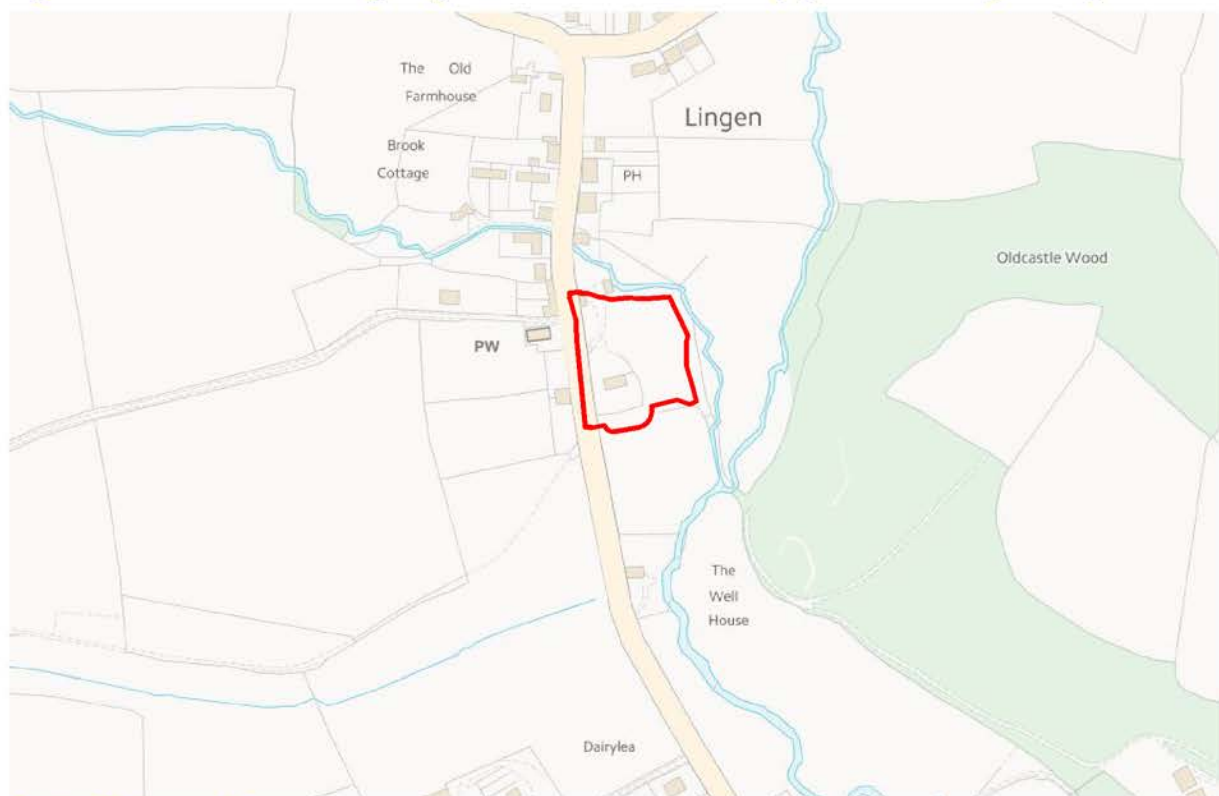 The Old
Farmhouse
Lingen
Brook
Cottage
PH
Oldcastle Wood
PW
The
Well
House
Dairylea